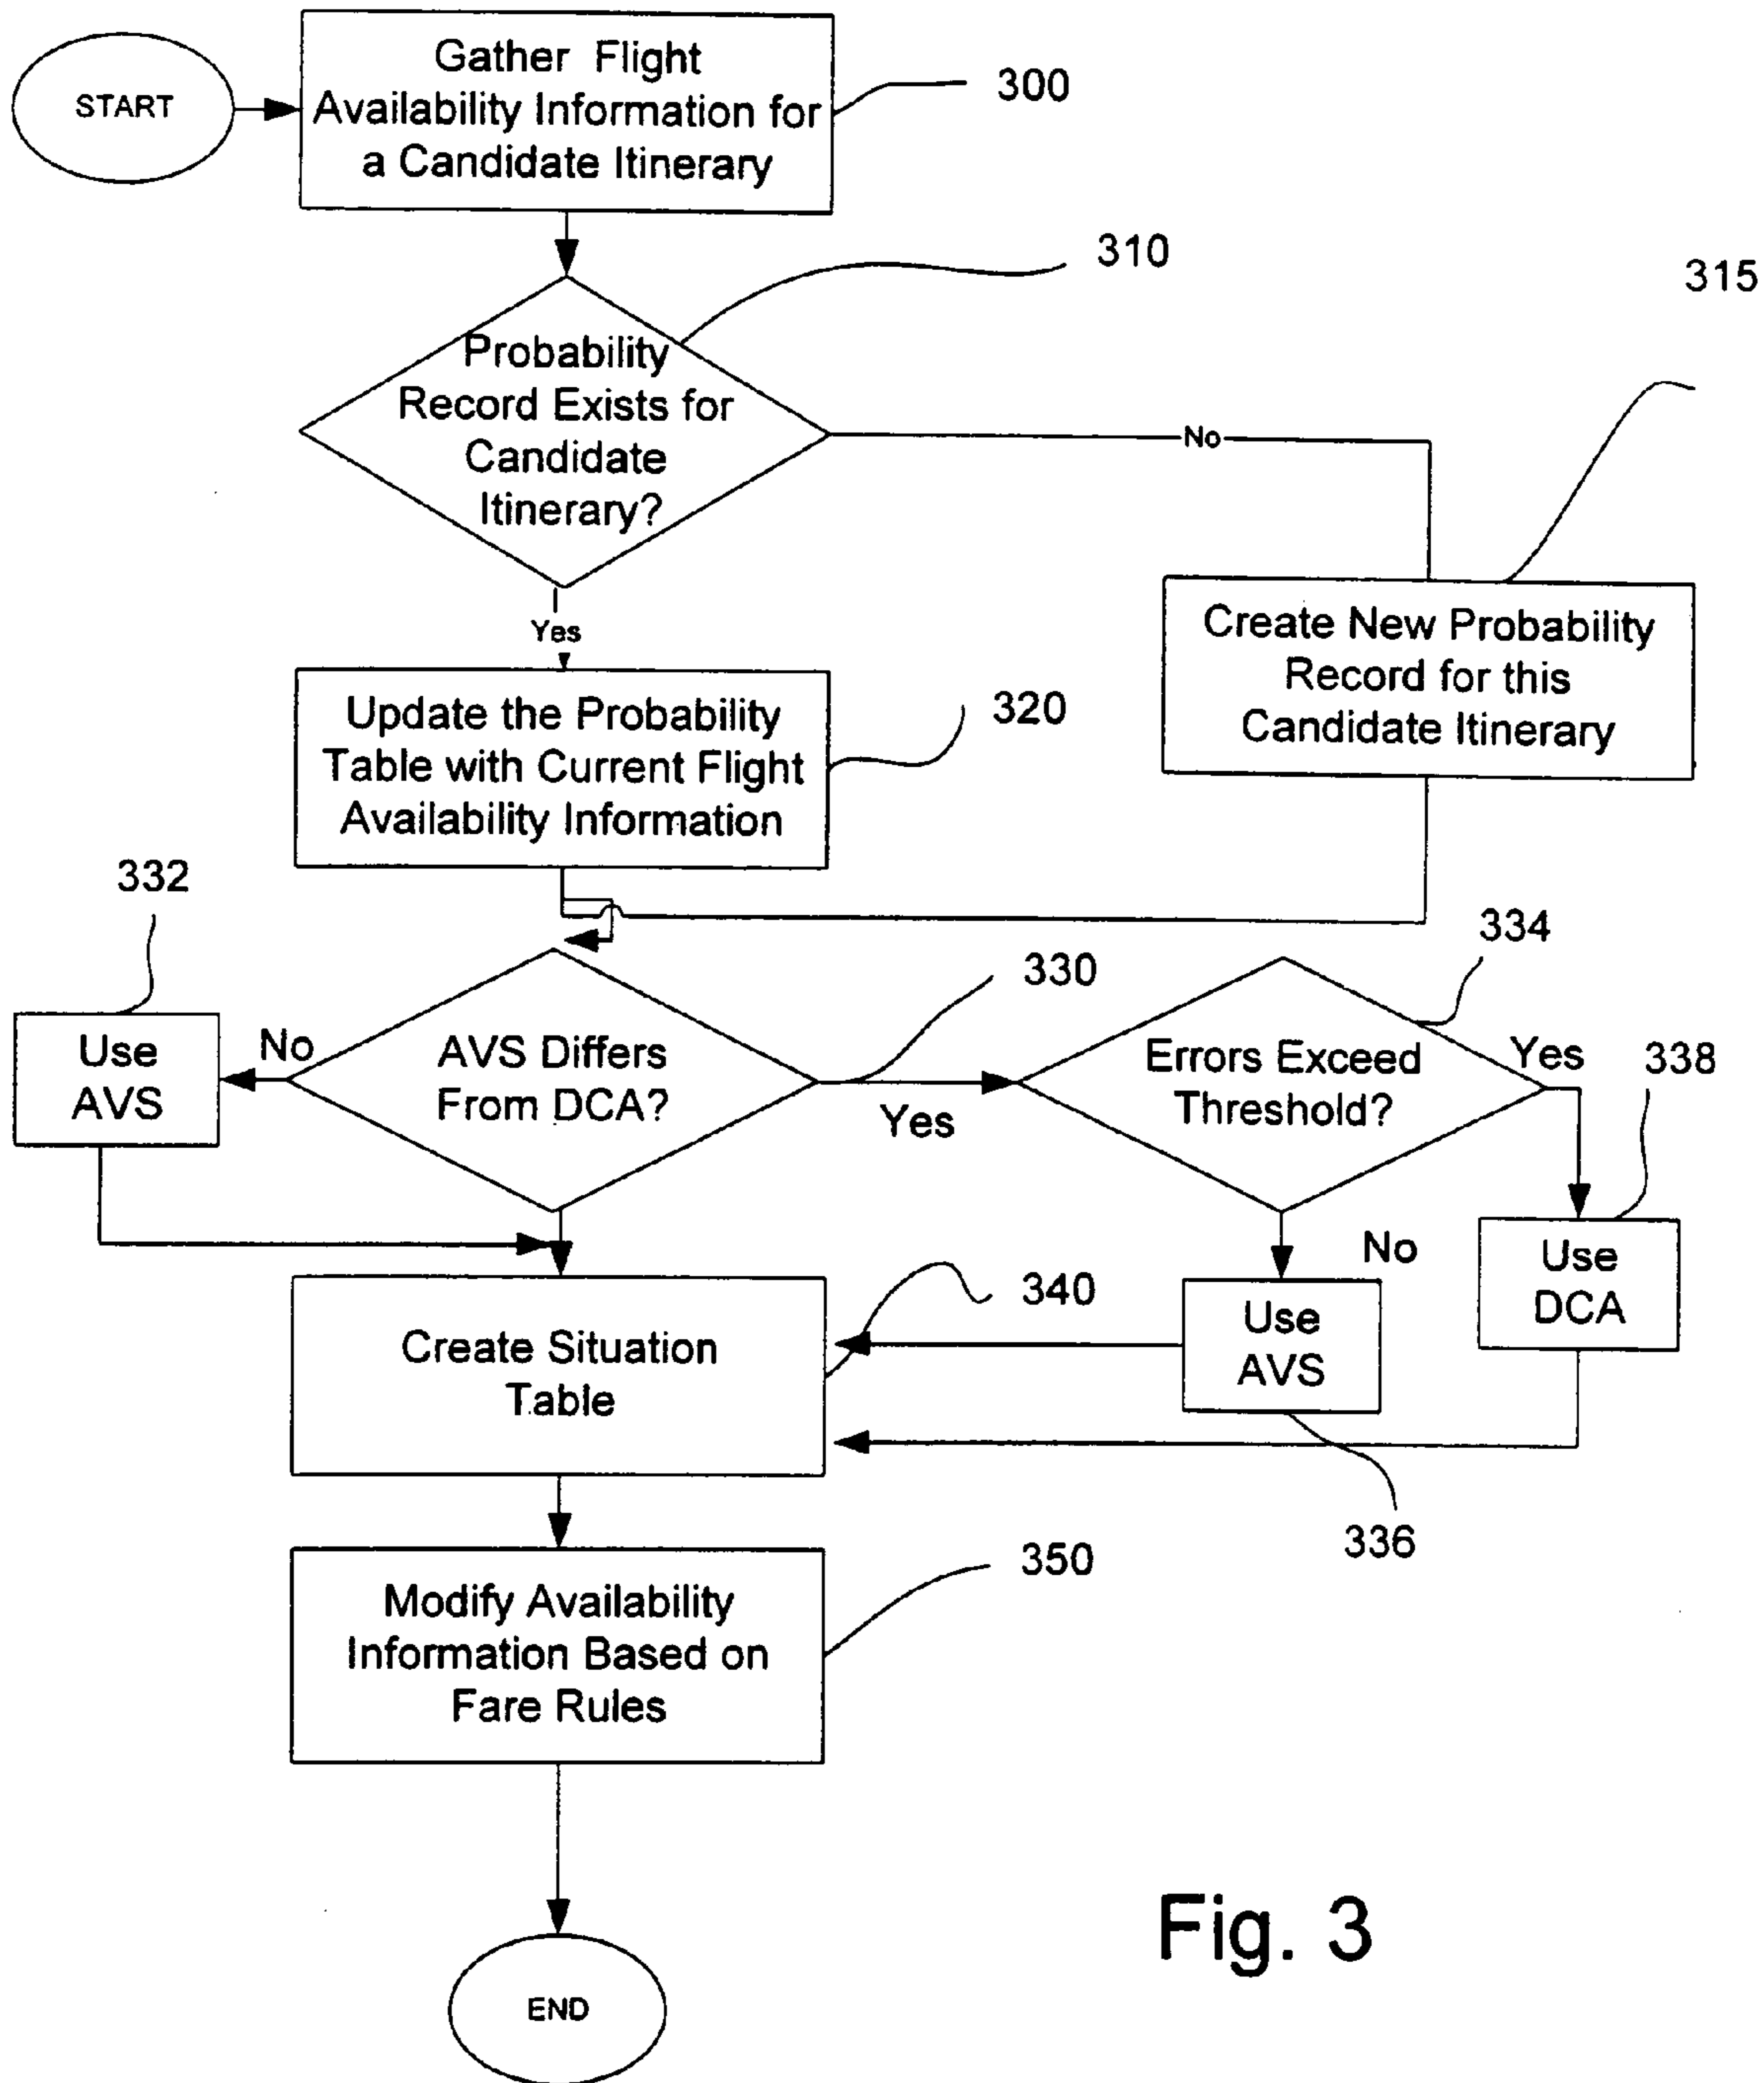 START
Gather Flight
Availability Information for
a Candidate Itinerary
300
310
315
Probability
Record Exists for
Candidate
Itinerary?
No
Yes
Create New Probability
Record for this
Candidate Itinerary
Update the Probability
Table with Current Flight
Availability Information
320
332
334
330
Use
AVS
No
AVS Differs
From DCA?
Yes
Errors Exceed
Threshold?
Yes
338
No
Use
DCA
340
Create Situation
Table
Use
AVS
336
350
Modify Availability
Information Based on
Fare Rules
Fig. 3
END